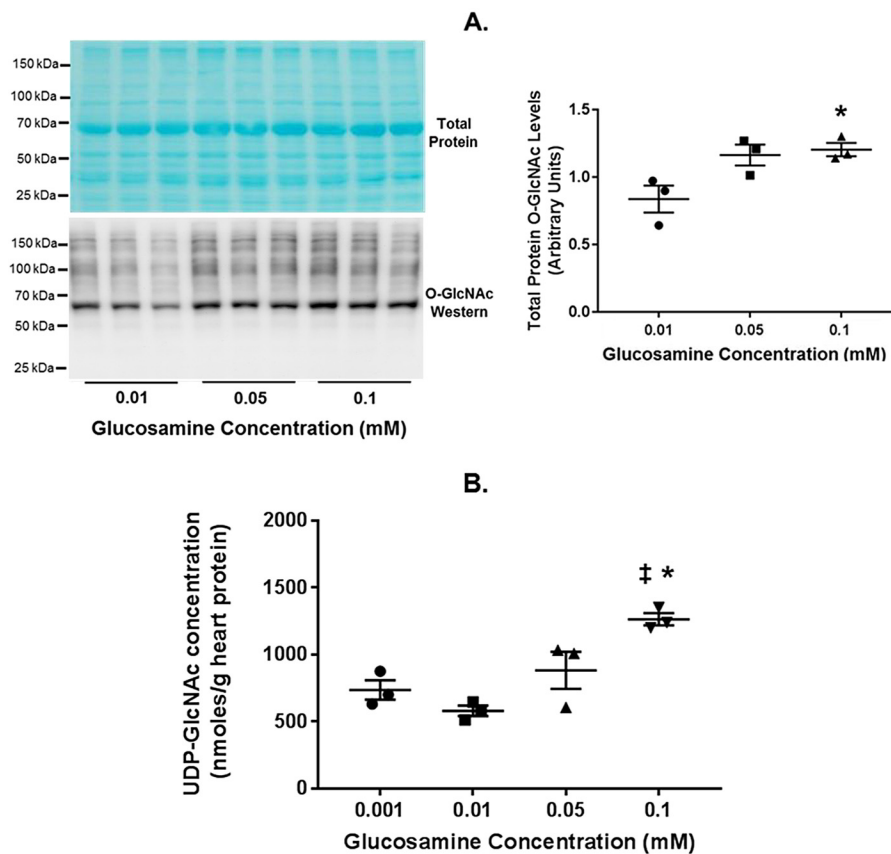 A.
150 kDa
100 kDa
70 kDa
50 kDa
25 kDa
Total
Protein
150 kDa
100 kDa
70 kDa
50 kDa
25 kDa
O-GlcNAc
Western
0.01 0.05 0.1
Glucosamine Concentration (mM)
Total Protein O-GlcNAc Levels
(Arbitrary Units)
1.5
1.0
0.5
0.0
*
0.01 0.05 0.1
Glucosamine Concentration (mM)
B.
UDP-GlcNAc concentration
(nmoles/g heart protein)
2000
1500
1000
500
0
‡ *
0.001 0.01 0.05 0.1
Glucosamine Concentration (mM)